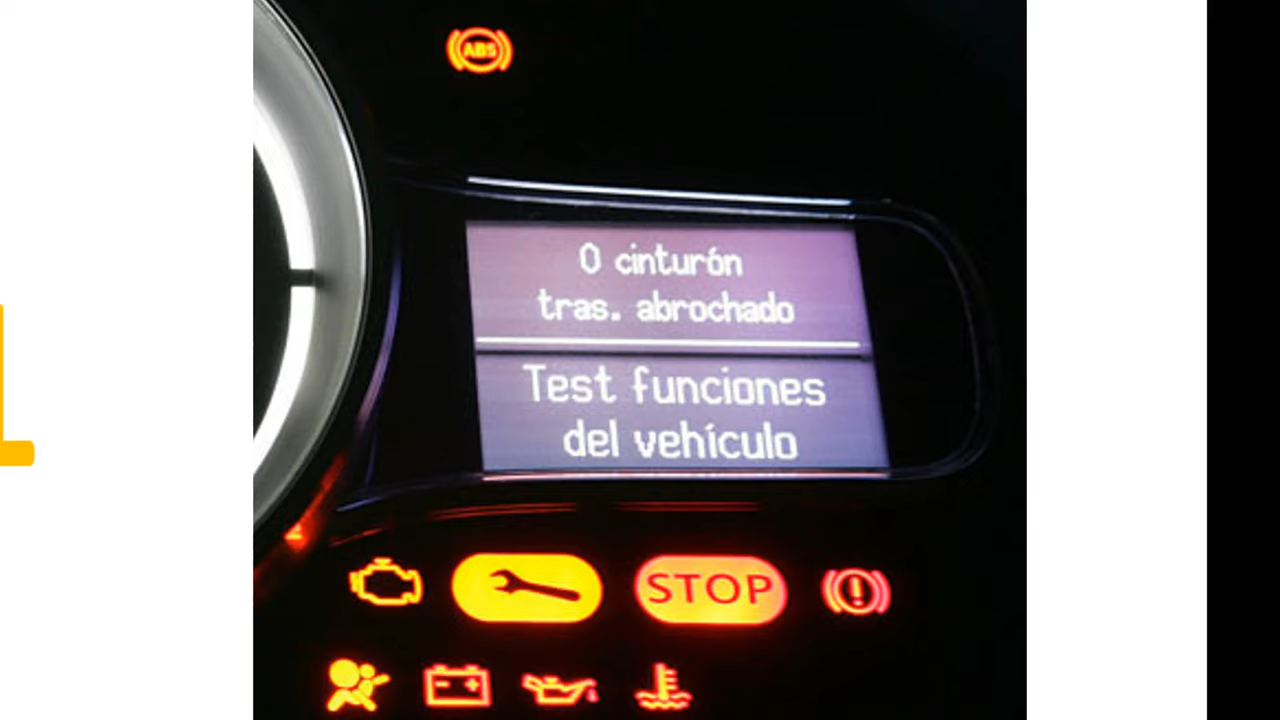 ABS
0 cinturón
tras. abrochado
Test funciones
del vehículo
STOP